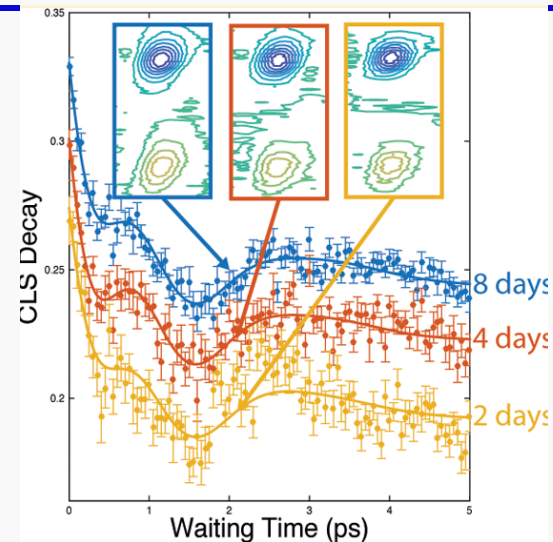 0.35
0.3
0.25
0.2
CLS Decay
8 days
4 days
2 days
0 1 2 3 4 5
Waiting Time (ps)